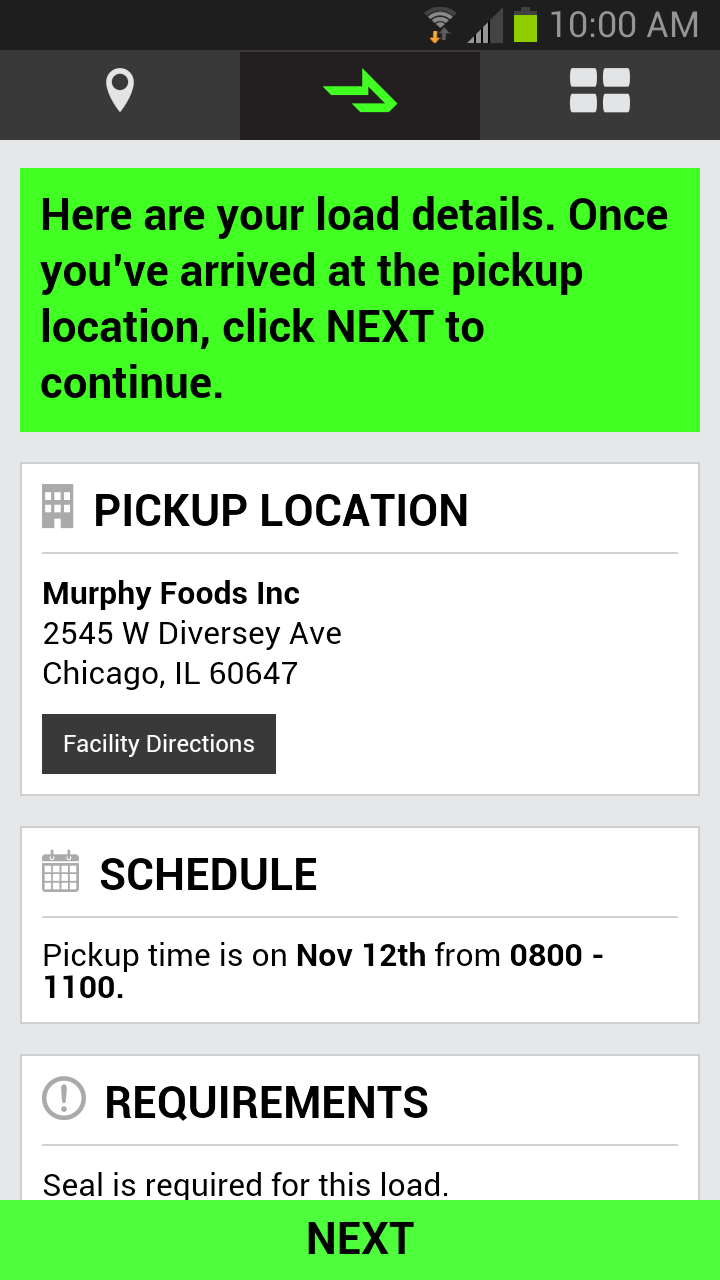 10:00 AM
Here are your load details. Once
you've arrived at the pickup
location, click NEXT to
continue.
PICKUP LOCATION
Murphy Foods Inc
2545 W Diversey Ave
Chicago, IL 60647
Facility Directions
SCHEDULE
Pickup time is on Nov 12th from 0800 -
1100.
REQUIREMENTS
Seal is required for this load.
NEXT